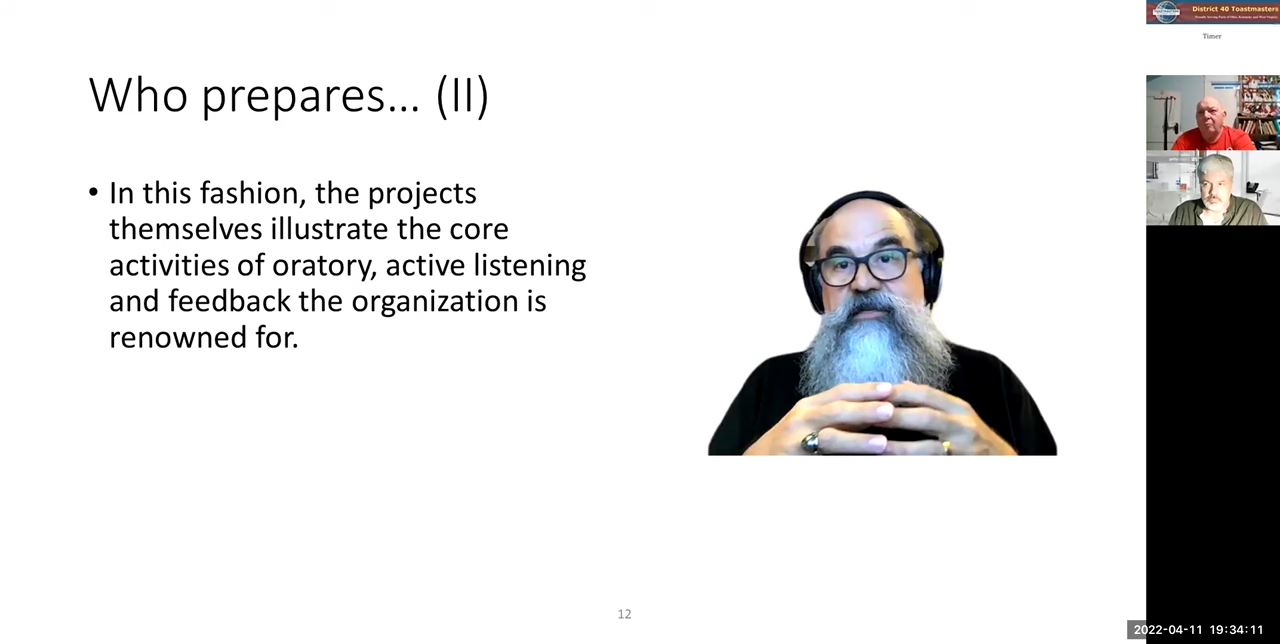 Who prepares... (II)
• In this fashion, the projects
themselves illustrate the core
activities of oratory, active listening
and feedback the organization is
renowned for.
12
District 40 Toastmasters
Timer
2022-04-11 19:34:11